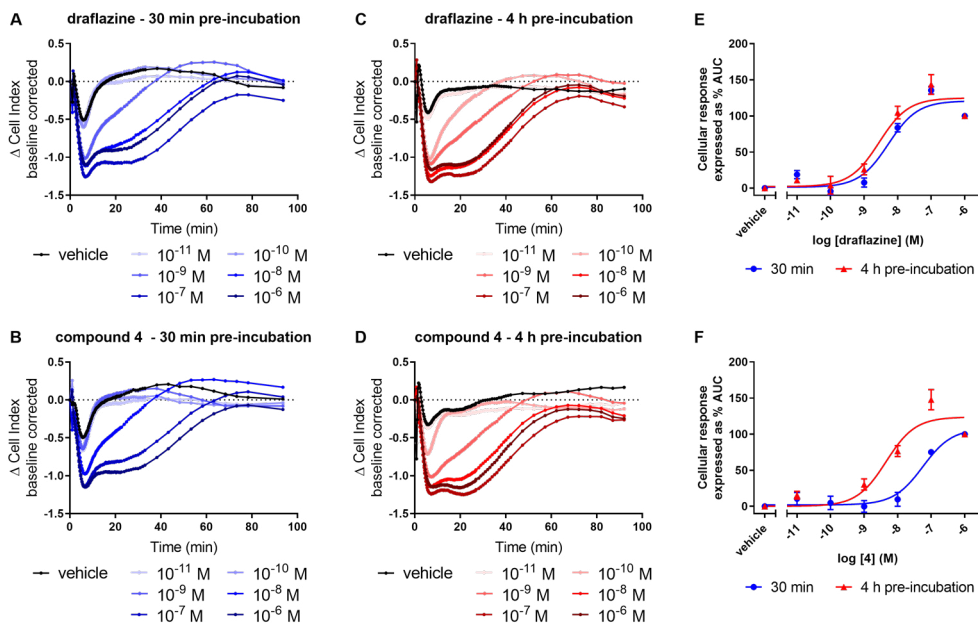 A draflazine - 30 min pre-incubation
0.5
0.0
-0.5
-1.0
-1.5
Δ Cell Index
baseline corrected
0 20 40 60 80 100
Time (min)
vehicle 10⁻¹¹ M 10⁻¹⁰ M
10⁻⁹ M 10⁻⁸ M
10⁻⁷ M 10⁻⁶ M
C draflazine - 4 h pre-incubation
0.5
0.0
-0.5
-1.0
-1.5
Δ Cell Index
baseline corrected
0 20 40 60 80 100
Time (min)
vehicle 10⁻¹¹ M 10⁻¹⁰ M
10⁻⁹ M 10⁻⁸ M
10⁻⁷ M 10⁻⁶ M
E
200
150
100
50
0
Cellular response
expressed as % AUC
vehicle -11 -10 -9 -8 -7 -6
log [draflazine] (M)
30 min 4 h pre-incubation
B compound 4 - 30 min pre-incubation
0.5
0.0
-0.5
-1.0
-1.5
Δ Cell Index
baseline corrected
0 20 40 60 80 100
Time (min)
vehicle 10⁻¹¹ M 10⁻¹⁰ M
10⁻⁹ M 10⁻⁸ M
10⁻⁷ M 10⁻⁶ M
D compound 4 - 4 h pre-incubation
0.5
0.0
-0.5
-1.0
-1.5
Δ Cell Index
baseline corrected
0 20 40 60 80 100
Time (min)
vehicle 10⁻¹¹ M 10⁻¹⁰ M
10⁻⁹ M 10⁻⁸ M
10⁻⁷ M 10⁻⁶ M
F
200
150
100
50
0
Cellular response
expressed as % AUC
vehicle -11 -10 -9 -8 -7 -6
log [4] (M)
30 min 4 h pre-incubation